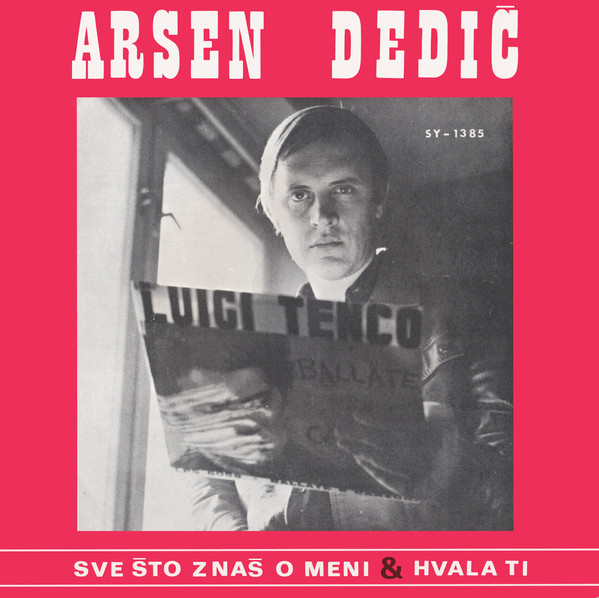 ARSEN DEDIČ
SY-1385
LUIGI TENCO
BALLATE
SVE ŠTO ZNAŠ O MENI & HVALA TI